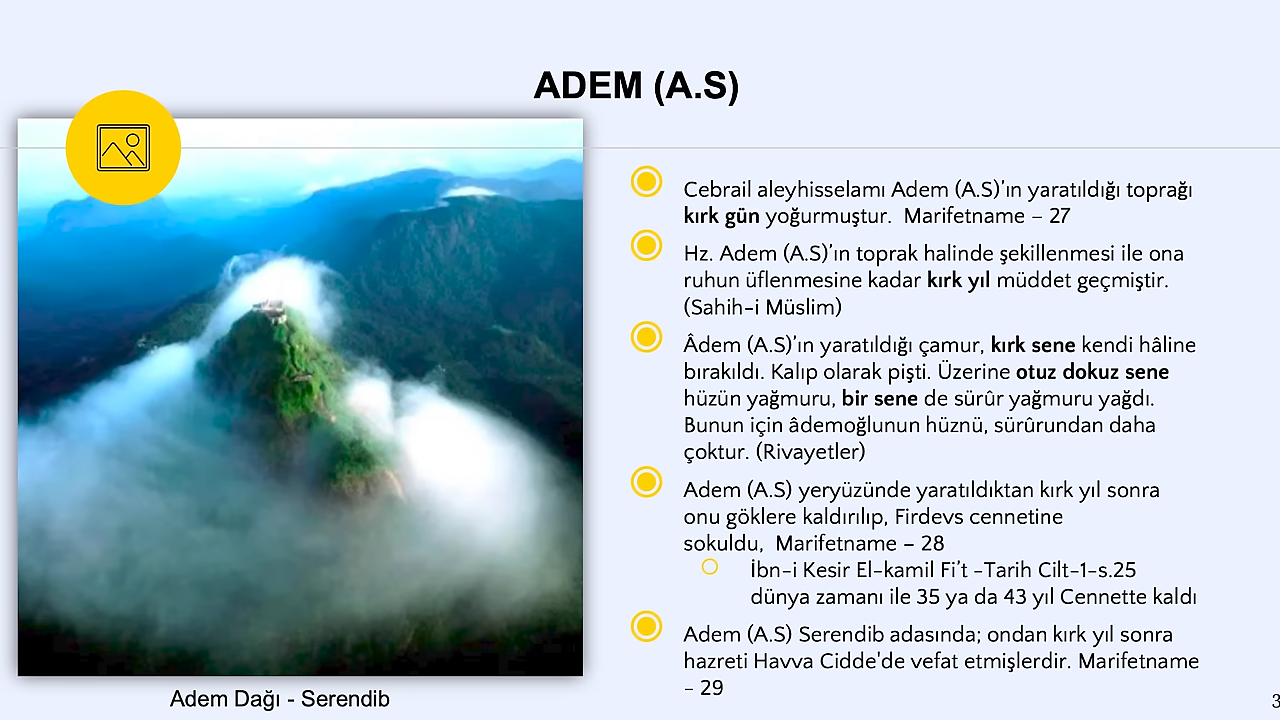 ADEM (A.S)
Cebrail aleyhisselamı Adem (A.S)’ın yaratıldığı toprağı
kırk gün yoğurmuştur.  Marifetname – 27
Hz. Adem (A.S)’ın toprak halinde şekillenmesi ile ona
ruhun üflenmesine kadar kırk yıl müddet geçmiştir.
(Sahih-i Müslim)
Âdem (A.S)’ın yaratıldığı çamur, kırk sene kendi hâline
bırakıldı. Kalıp olarak pişti. Üzerine otuz dokuz sene
hüzün yağmuru, bir sene de sürûr yağmuru yağdı.
Bunun için âdemoğlunun hüznü, sürûrundan daha
çoktur. (Rivayetler)
Adem (A.S) yeryüzünde yaratıldıktan kırk yıl sonra
onu göklere kaldırılıp, Firdevs cennetine
sokuldu,  Marifetname – 28
İbn-i Kesir El-kamil Fi’t -Tarih Cilt-1-s.25
dünya zamanı ile 35 ya da 43 yıl Cennette kaldı
Adem (A.S) Serendib adasında; ondan kırk yıl sonra
hazreti Havva Cidde'de vefat etmişlerdir. Marifetname
- 29
Adem Dağı - Serendib
3